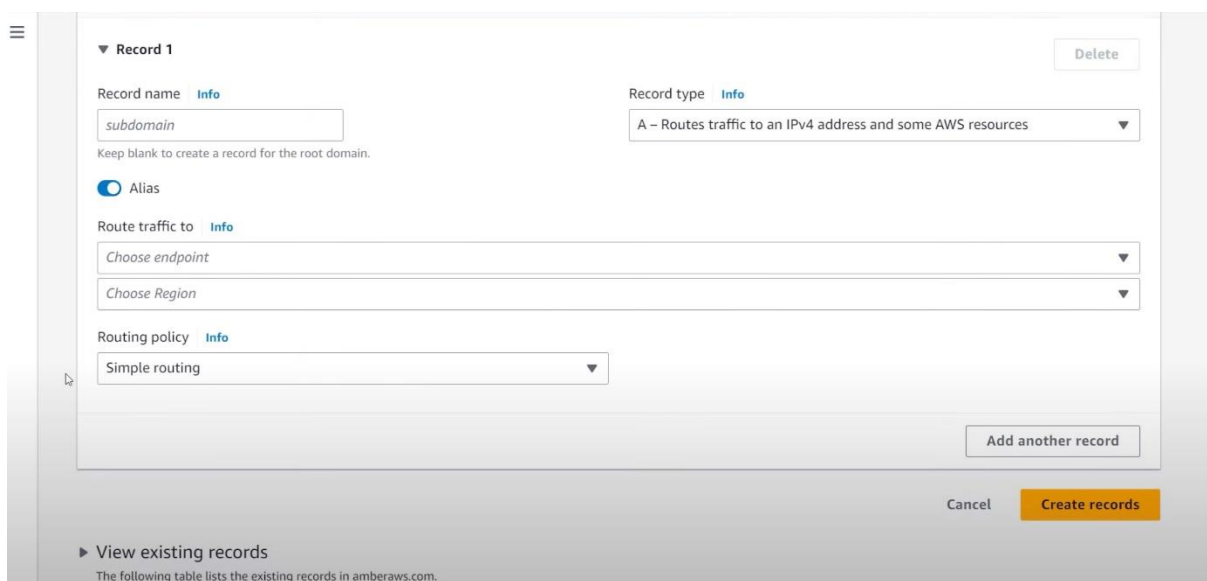 Record 1
Delete
Record name Info
Record type Info
subdomain
A – Routes traffic to an IPv4 address and some AWS resources
Keep blank to create a record for the root domain.
Alias
Route traffic to Info
Choose endpoint
Choose Region
Routing policy Info
Simple routing
Add another record
Cancel
Create records
View existing records
The following table lists the existing records in amberaws.com.